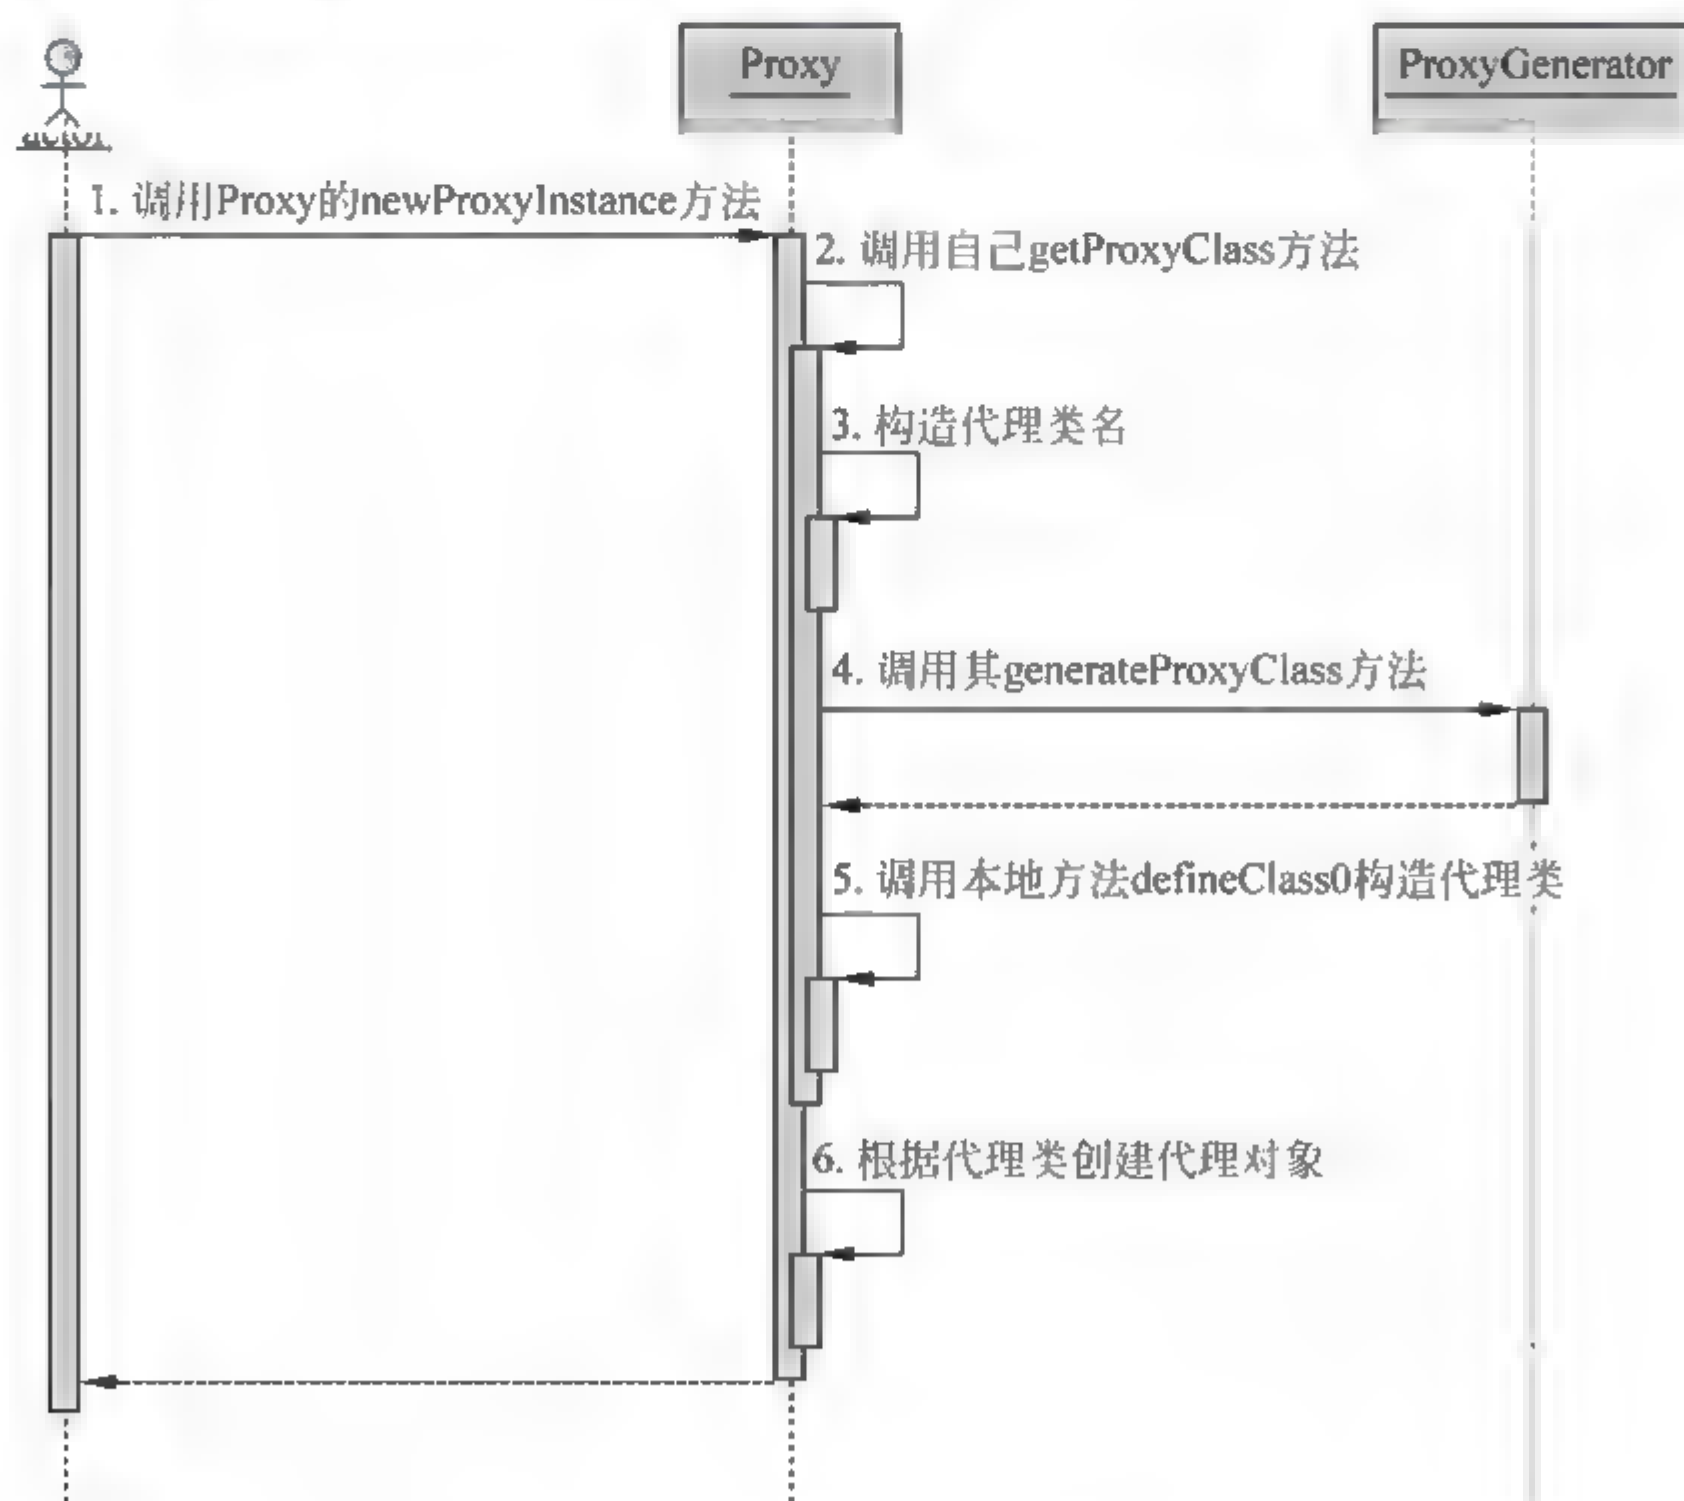 Proxy
ProxyGenerator
actor
1. 调用Proxy的newProxyInstance方法
2. 调用自己getProxyClass方法
3. 构造代理类名
4. 调用其generateProxyClass方法
5. 调用本地方法defineClass0构造代理类
6. 根据代理类创建代理对象